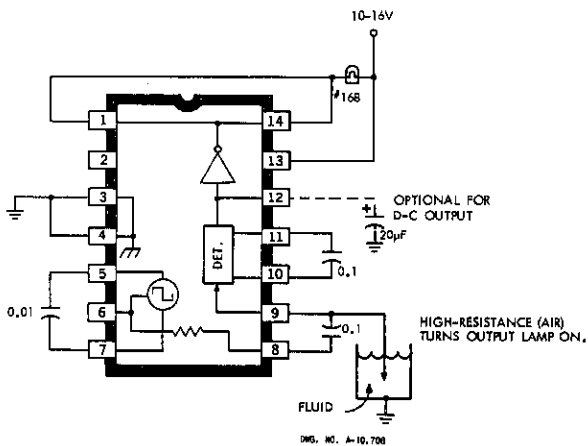 10-16V
#168
1
14
2
13
3
12
OPTIONAL FOR
D-C OUTPUT
+
20µF
4
11
DET.
0.1
5
10
0.01
6
9
0.1
7
8
HIGH-RESISTANCE (AIR)
TURNS OUTPUT LAMP ON.
FLUID
DWG. NO. A-10,708